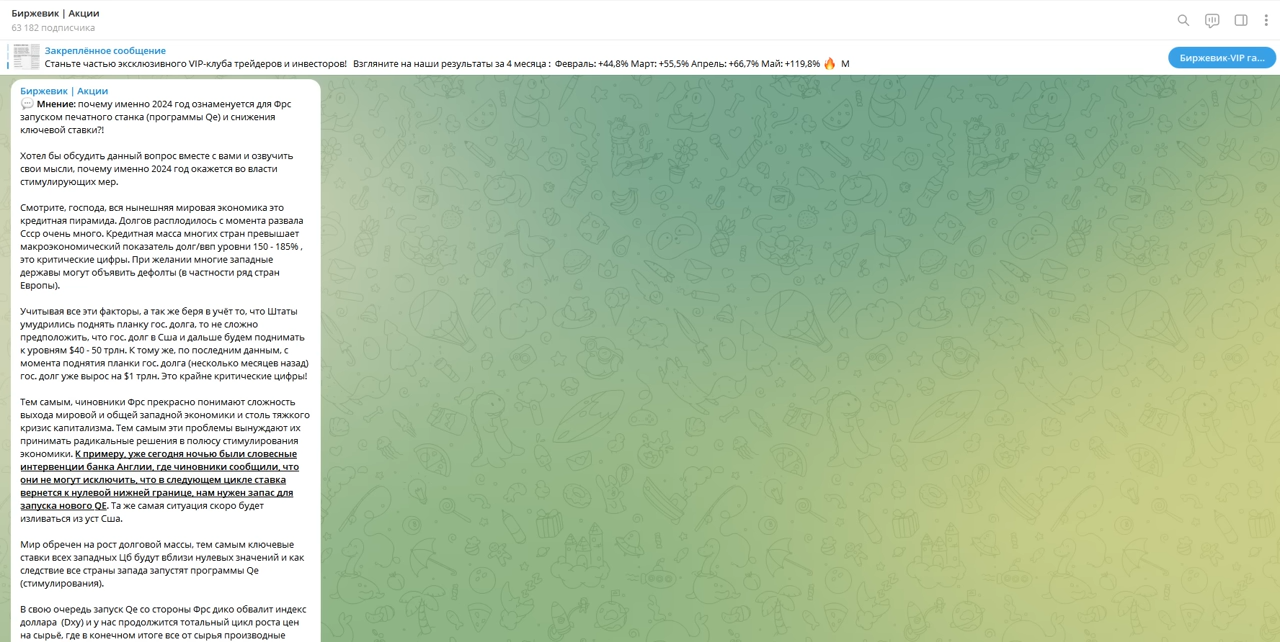 Биржевик | Акции
63 182 подписчика
Закреплённое сообщение
Станьте частью эксклюзивного VIP-клуба трейдеров и инвесторов! Взгляните на наши результаты за 4 месяца : Февраль: +44,8% Март: +55,5% Апрель: +66,7% Май: +119,8% 🔥 М
Биржевик-VIP га...
Биржевик | Акции
💬 Мнение: почему именно 2024 год ознаменуется для Фрс
запуском печатного станка (программы Qe) и снижения
ключевой ставки?!
Хотел бы обсудить данный вопрос вместе с вами и озвучить
свои мысли, почему именно 2024 год окажется во власти
стимулирующих мер.
Смотрите, господа, вся нынешняя мировая экономика это
кредитная пирамида. Долгов расплодилось с момента развала
Ссср очень много. Кредитная масса многих стран превышает
макроэкономический показатель долг/ввп уровни 150 - 185% ,
это критические цифры. При желании многие западные
державы могут объявить дефолты (в частности ряд стран
Европы).
Учитывая все эти факторы, а так же беря в учёт то, что Штаты
умудрились поднять планку гос. долга, то не сложно
предположить, что гос. долг в Сша и дальше будем поднимать
к уровням $40 - 50 трлн. К тому же, по последним данным, с
момента поднятия планки гос. долга (несколько месяцев назад)
гос. долг уже вырос на $1 трлн. Это крайне критические цифры!
Тем самым, чиновники Фрс прекрасно понимают сложность
выхода мировой и общей западной экономики и столь тяжкого
кризис капитализма. Тем самым эти проблемы вынуждают их
принимать радикальные решения в полюсу стимулирования
экономики. К примеру, уже сегодня ночью были словесные
интервенции банка Англии, где чиновники сообщили, что
они не могут исключить, что в следующем цикле ставка
вернется к нулевой нижней границе, нам нужен запас для
запуска нового QE. Та же самая ситуация скоро будет
изливаться из уст Сша.
Мир обречен на рост долговой массы, тем самым ключевые
ставки всех западных Цб будут вблизи нулевых значений и как
следствие все страны запада запустят программы Qe
(стимулирования).
В свою очередь запуск Qe со стороны Фрс дико обвалит индекс
доллара (Dxy) и у нас продолжится тотальный цикл роста цен
на сырьё, где в конечном итоге все от сырья производные